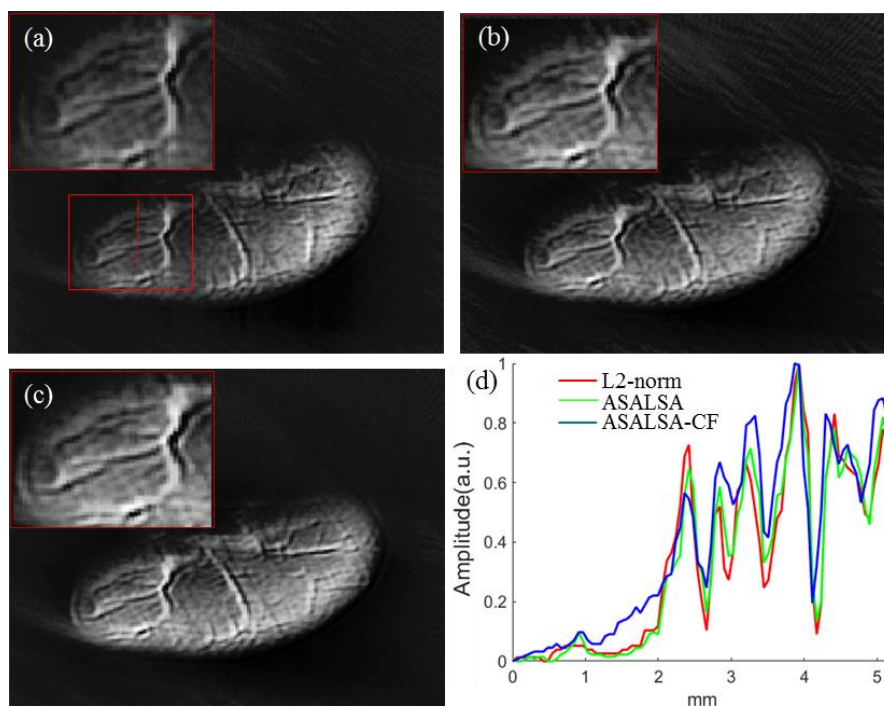 (a)
(b)
(c)
(d)
L2-norm
ASALSA
ASALSA-CF
Amplitude(a.u.)
1
0.8
0.6
0.4
0.2
0
0 1 2 3 4 5
mm